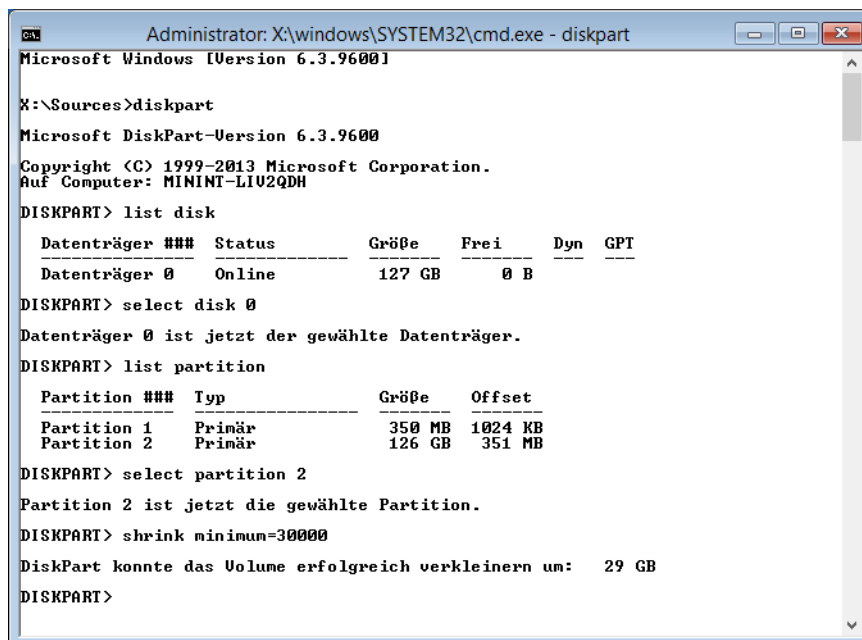 Administrator: X:\windows\SYSTEM32\cmd.exe - diskpart
Microsoft Windows [Version 6.3.9600]
X:\Sources>diskpart
Microsoft DiskPart-Version 6.3.9600
Copyright (C) 1999-2013 Microsoft Corporation.
Auf Computer: MININT-LIV2QDH
DISKPART> list disk
Datenträger ### Status Größe Frei Dyn GPT
--------------- ------------- ------- ------- --- ---
Datenträger 0 Online 127 GB 0 B
DISKPART> select disk 0
Datenträger 0 ist jetzt der gewählte Datenträger.
DISKPART> list partition
Partition ### Typ Größe Offset
------------- ---------------- ------- -------
Partition 1 Primär 350 MB 1024 KB
Partition 2 Primär 126 GB 351 MB
DISKPART> select partition 2
Partition 2 ist jetzt die gewählte Partition.
DISKPART> shrink minimum=30000
DiskPart konnte das Volume erfolgreich verkleinern um: 29 GB
DISKPART>